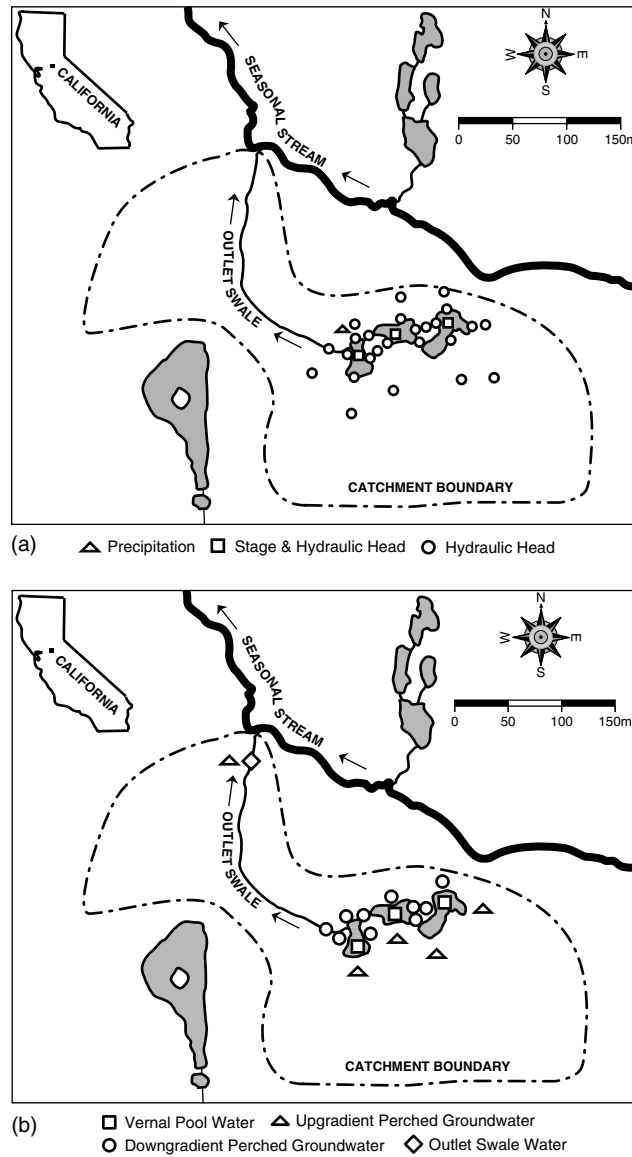 N
W
E
S
CALIFORNIA
SEASONAL STREAM
0 50 100 150m
OUTLET SWALE
CATCHMENT BOUNDARY
(a)
Precipitation Stage & Hydraulic Head Hydraulic Head
N
W
E
S
CALIFORNIA
SEASONAL STREAM
0 50 100 150m
OUTLET SWALE
CATCHMENT BOUNDARY
(b)
Vernal Pool Water Upgradient Perched Groundwater
Downgradient Perched Groundwater Outlet Swale Water